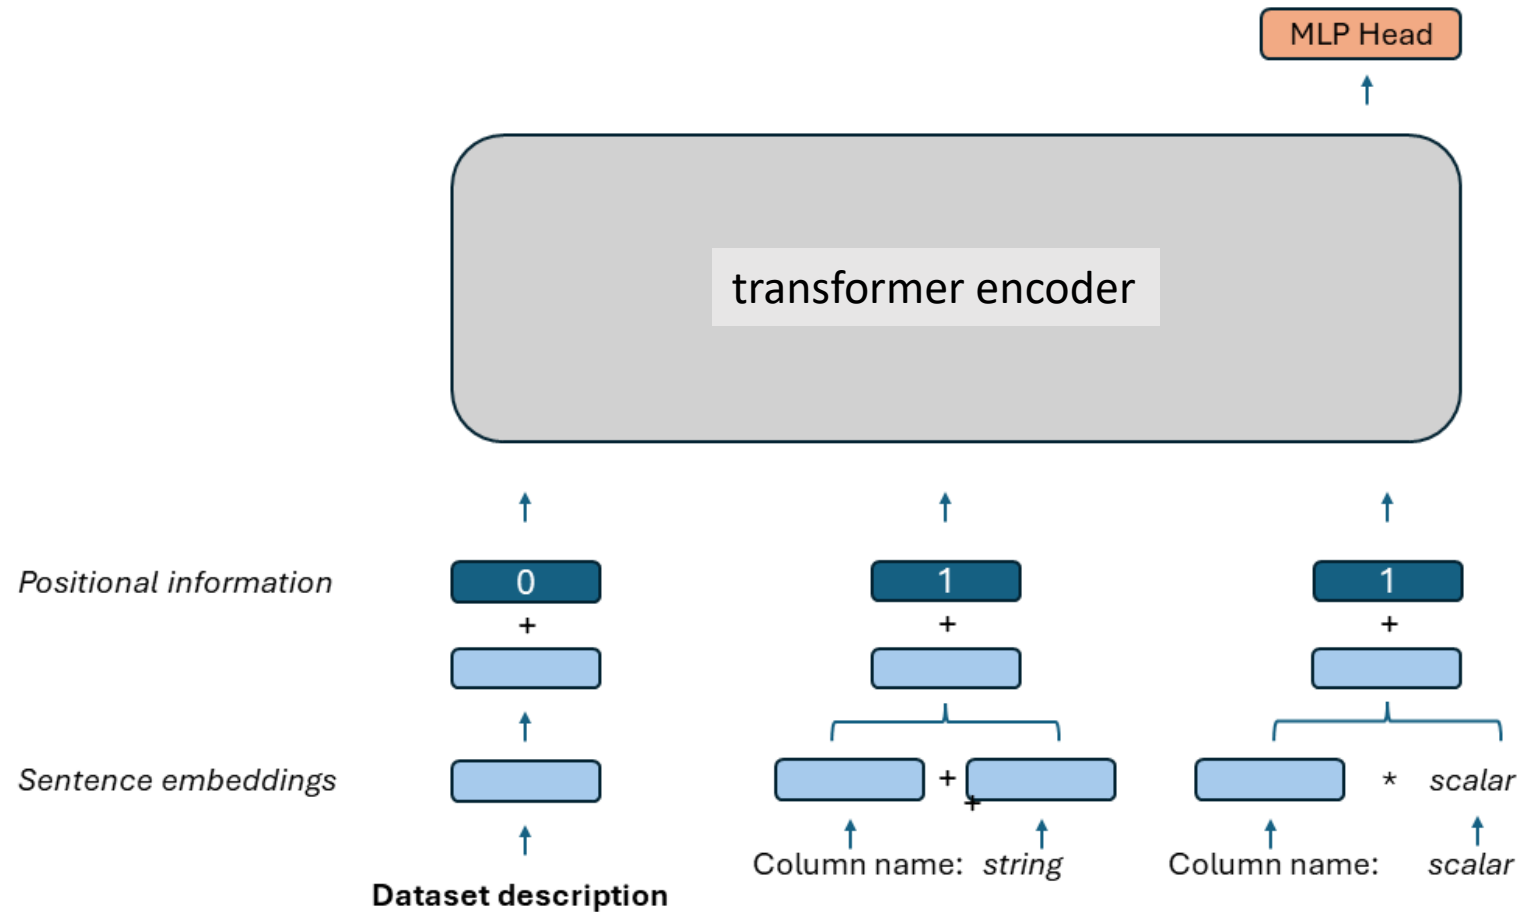 MLP Head
transformer encoder
Positional information 0 1 1
+ + +
Sentence embeddings + * scalar
+
Column name: string Column name: scalar
Dataset description